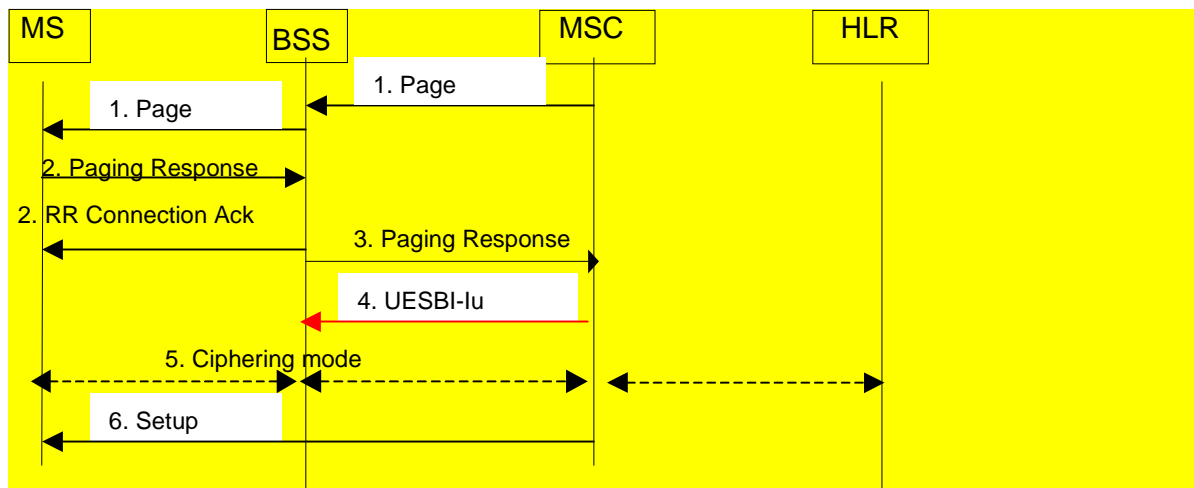 MS
BSS
MSC
HLR
1. Page
1. Page
2. Paging Response
2. RR Connection Ack
3. Paging Response
4. UESBI-Iu
5. Ciphering mode
6. Setup